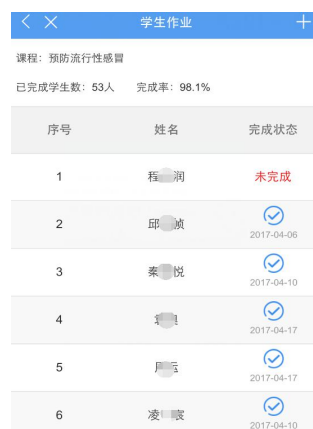 学生作业
课程：预防流行性感冒
已完成学生数：53人 完成率：98.1%
序号 姓名 完成状态
1 程 润 未完成
2 邱 桢
2017-04-06
3 秦 悦
2017-04-10
4
2017-04-17
5
2017-04-17
6 凌 宸
2017-04-10